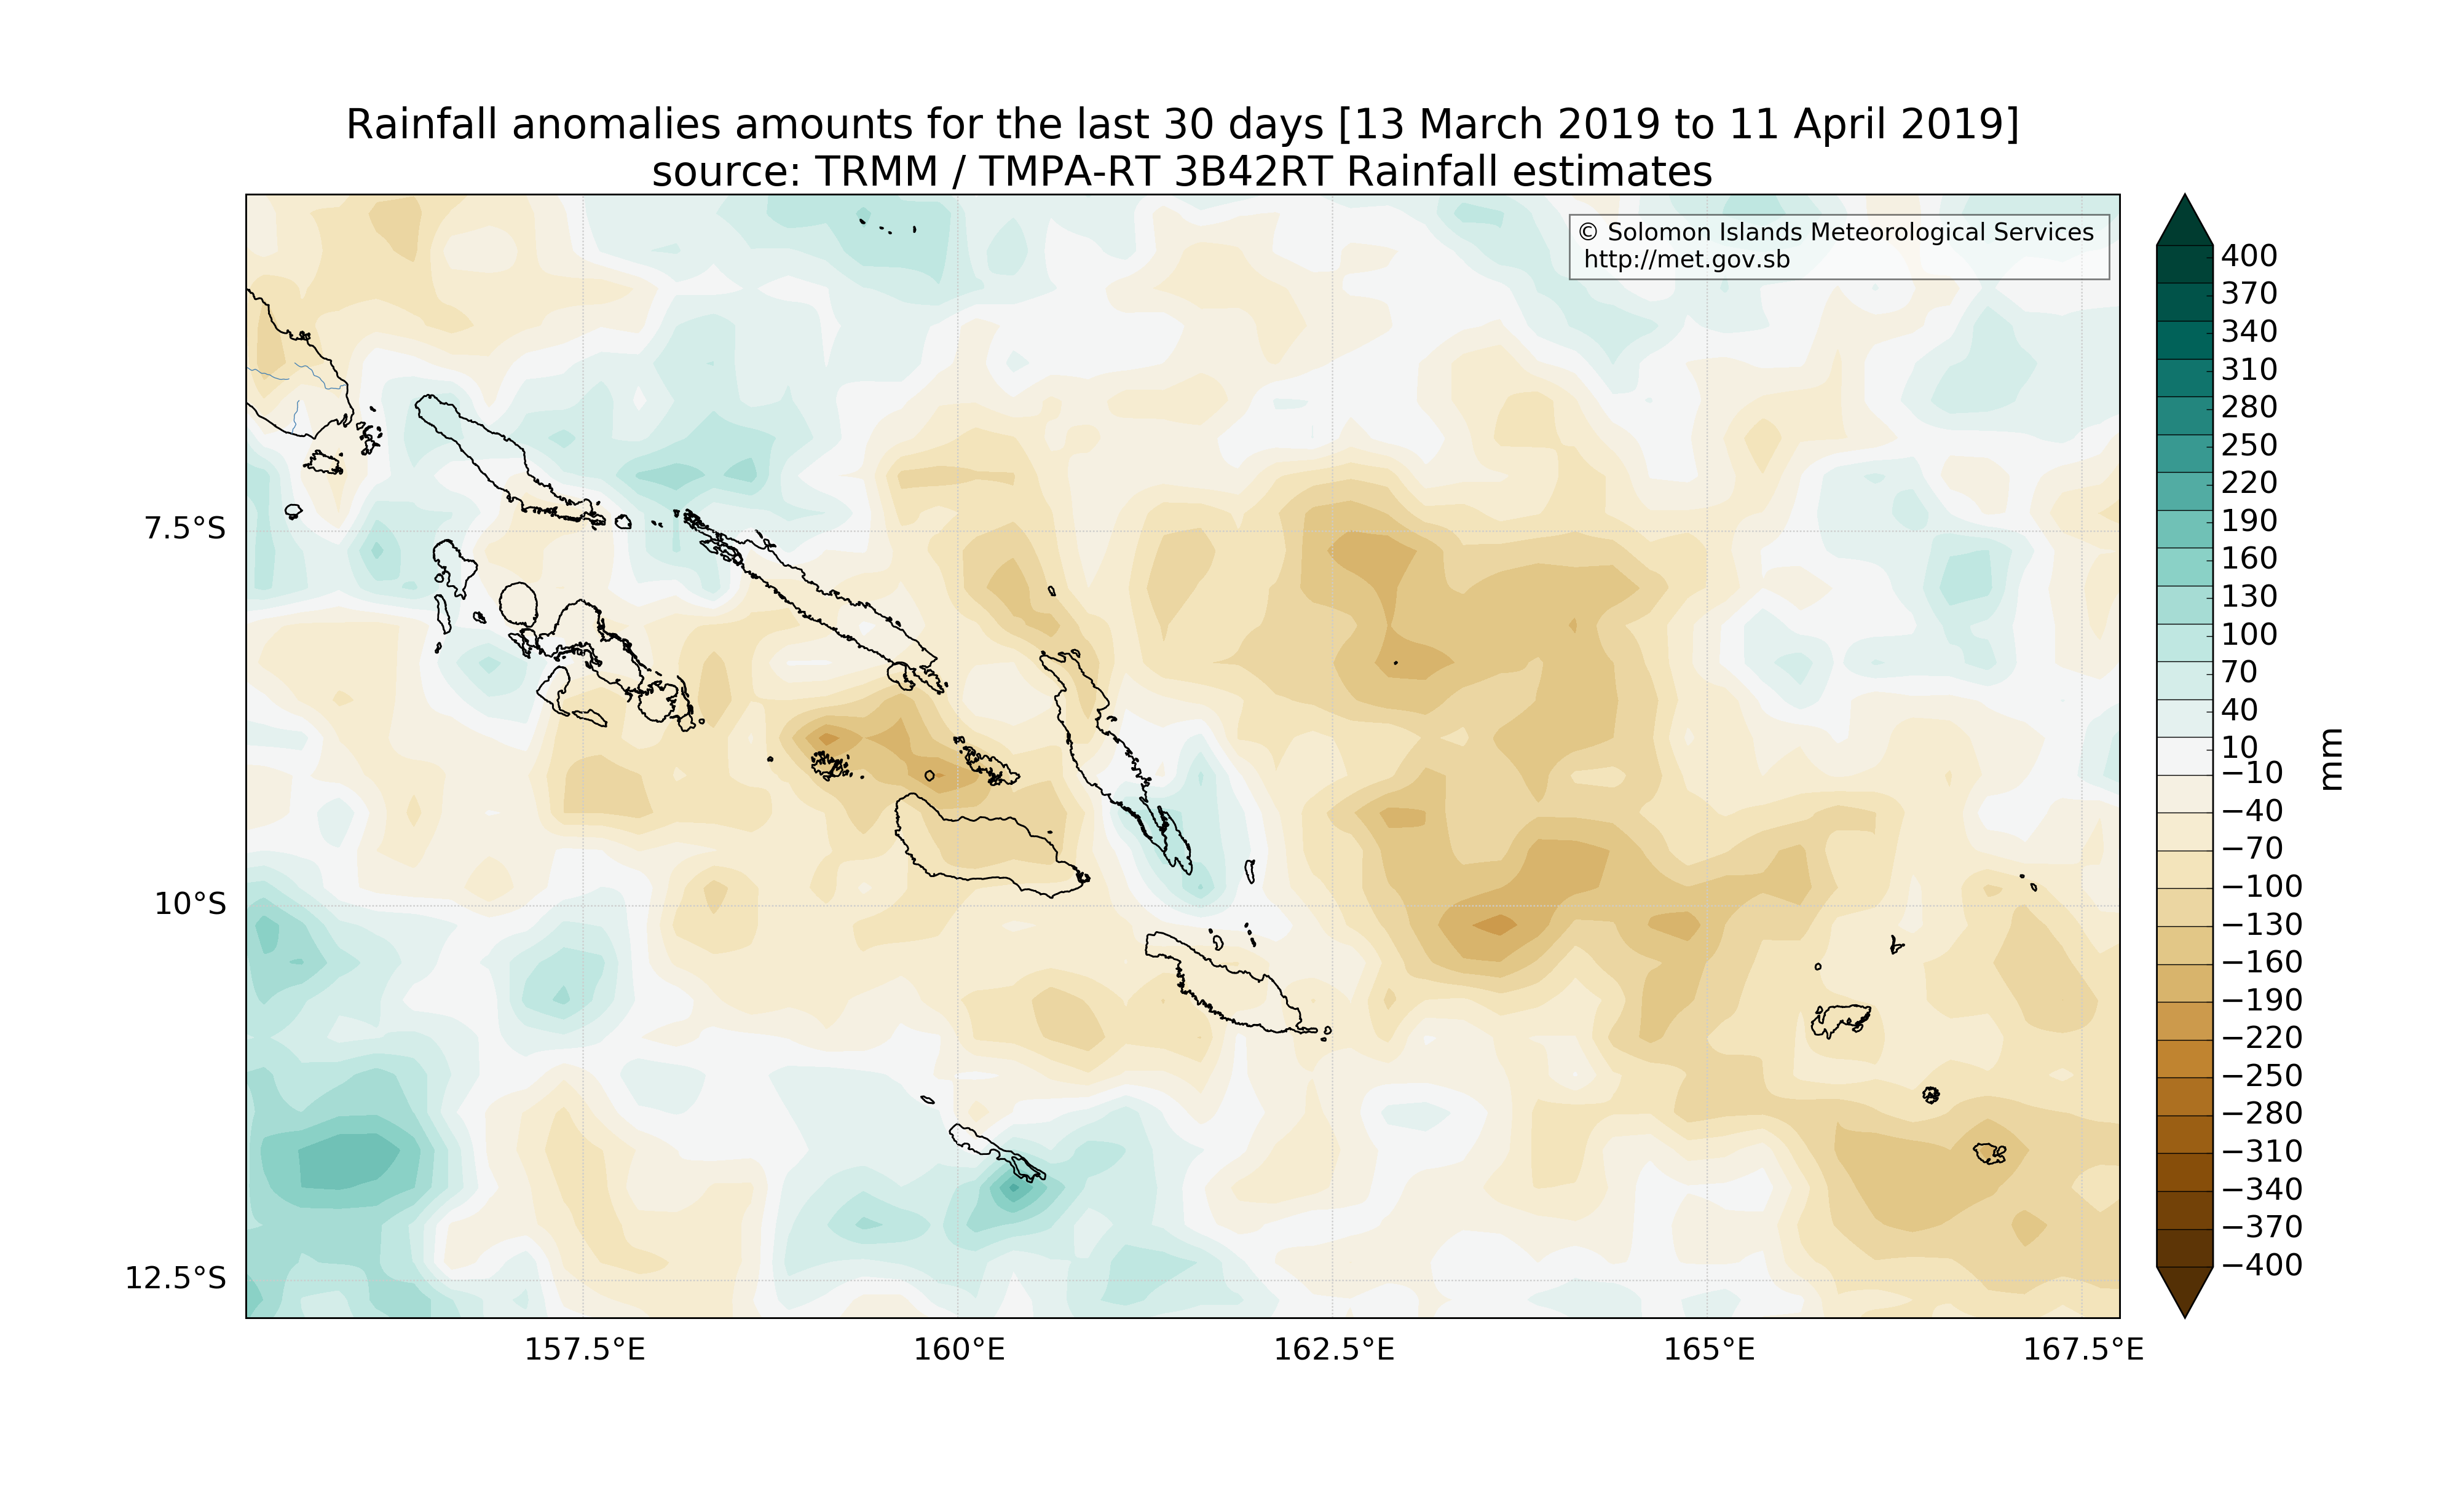 Rainfall anomalies amounts for the last 30 days [13 March 2019 to 11 April 2019]
source: TRMM / TMPA-RT 3B42RT Rainfall estimates
© Solomon Islands Meteorological Services
http://met.gov.sb
7.5°S
10°S
12.5°S
157.5°E
160°E
162.5°E
165°E
167.5°E
400
370
340
310
280
250
220
190
160
130
100
70
40
10
−10
−40
−70
−100
−130
−160
−190
−220
−250
−280
−310
−340
−370
−400
mm